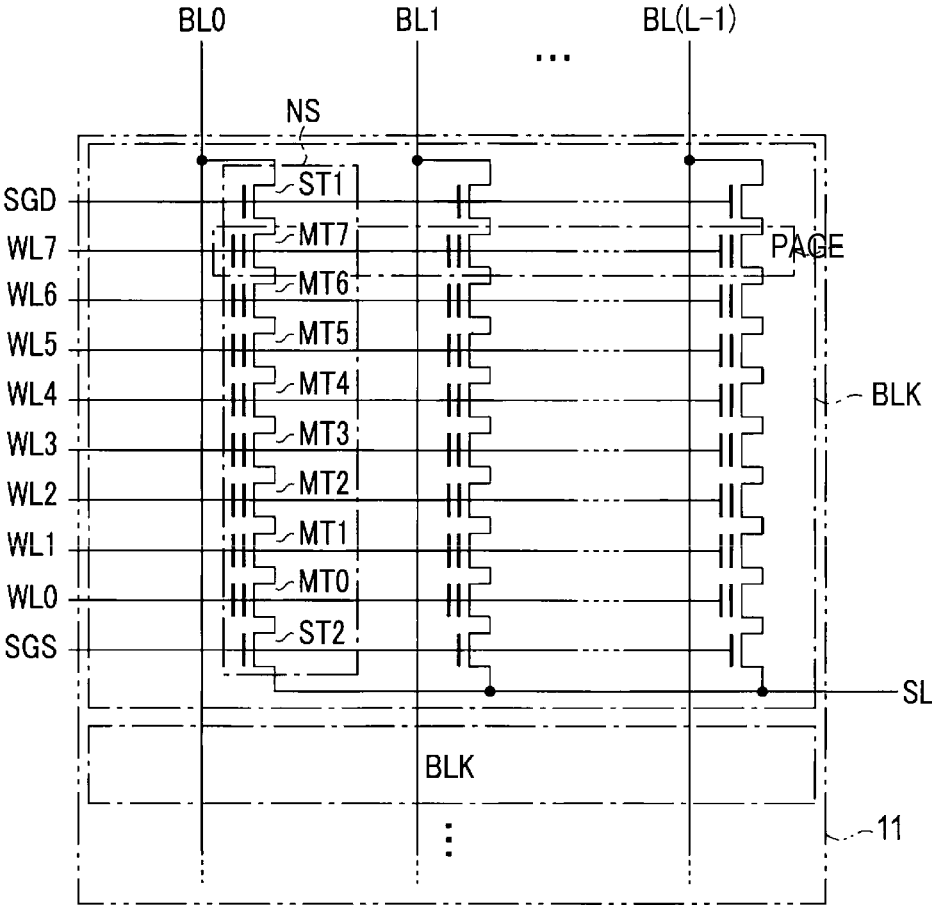 BL0 BL1 BL(L-1)
...
NS
ST1
SGD
MT7
WL7 PAGE
MT6
WL6
MT5
WL5
MT4
WL4 BLK
MT3
WL3
MT2
WL2
MT1
WL1
MT0
WL0
ST2
SGS
SL
BLK
11